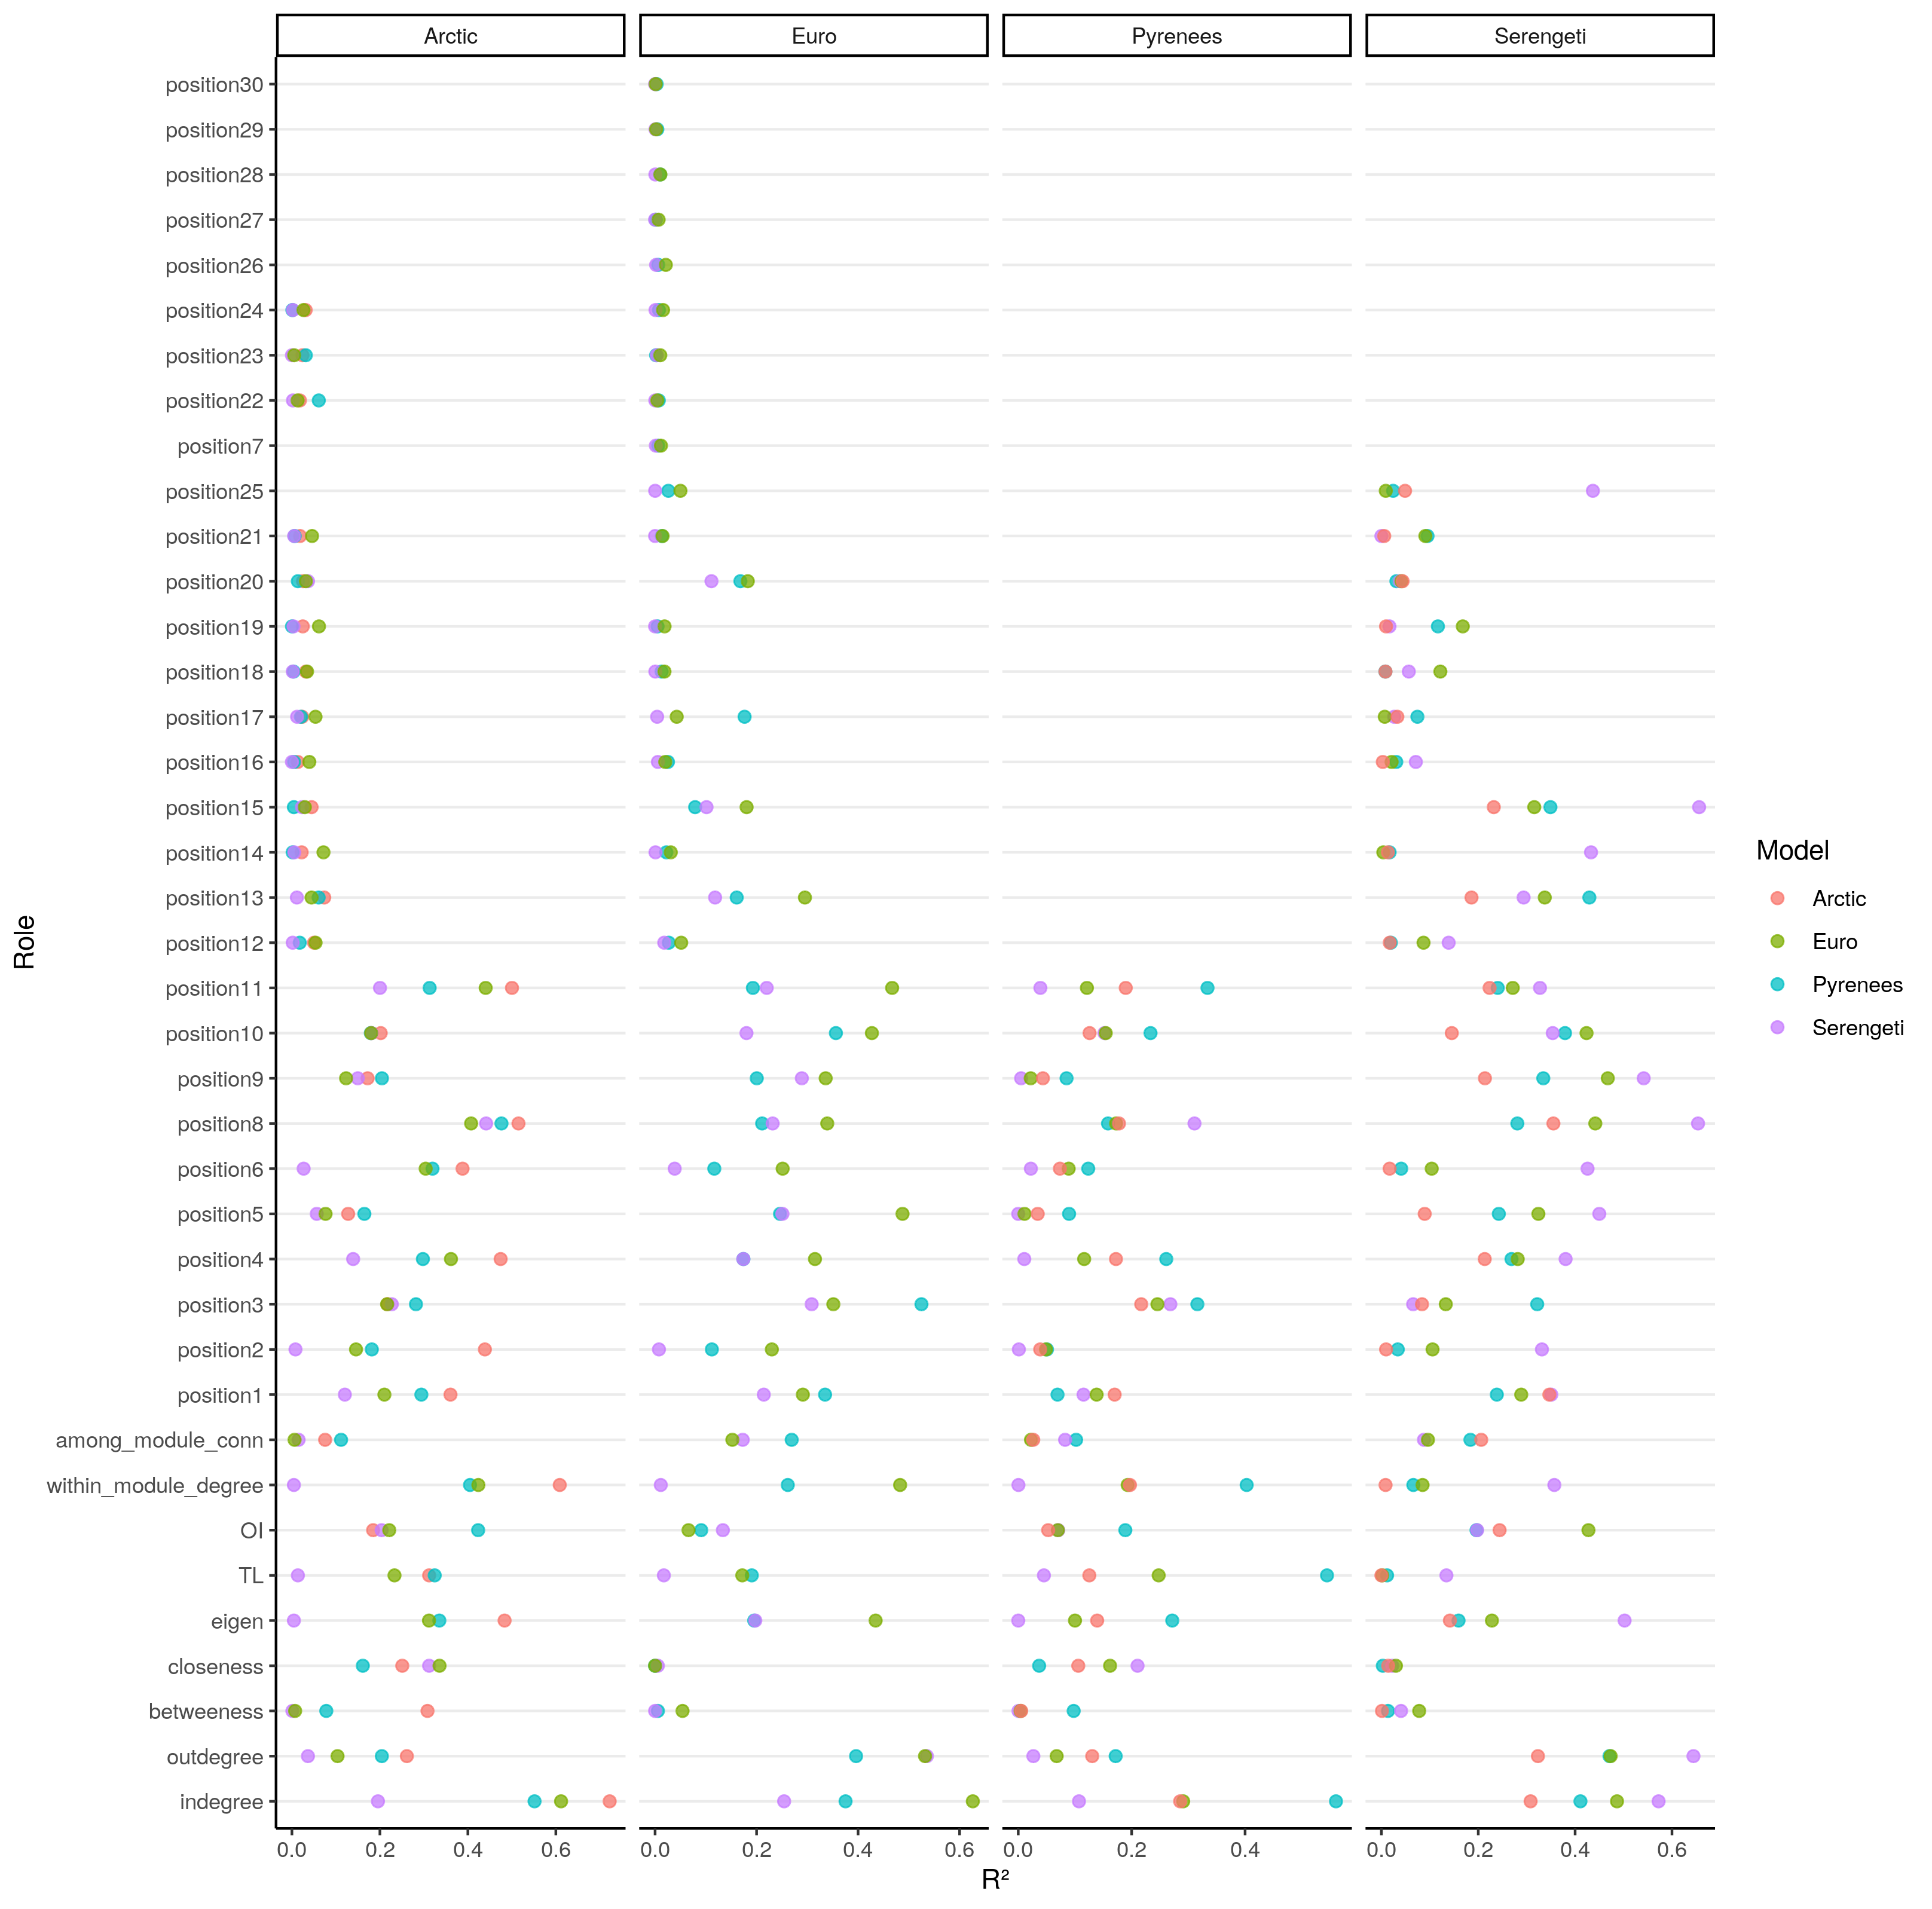 Arctic Euro Pyrenees Serengeti
position30
position29
position28
position27
position26
position24
position23
position22
position7
position25
position21
position20
position19
position18
position17
position16
position15
position14
position13
position12
position11
position10
position9
position8
position6
position5
position4
position3
position2
position1
among_module_conn
within_module_degree
OI
TL
eigen
closeness
betweeness
outdegree
indegree
0.0 0.2 0.4 0.6 0.0 0.2 0.4 0.6 0.0 0.2 0.4 0.0 0.2 0.4 0.6
R²
Role
Model
Arctic
Euro
Pyrenees
Serengeti